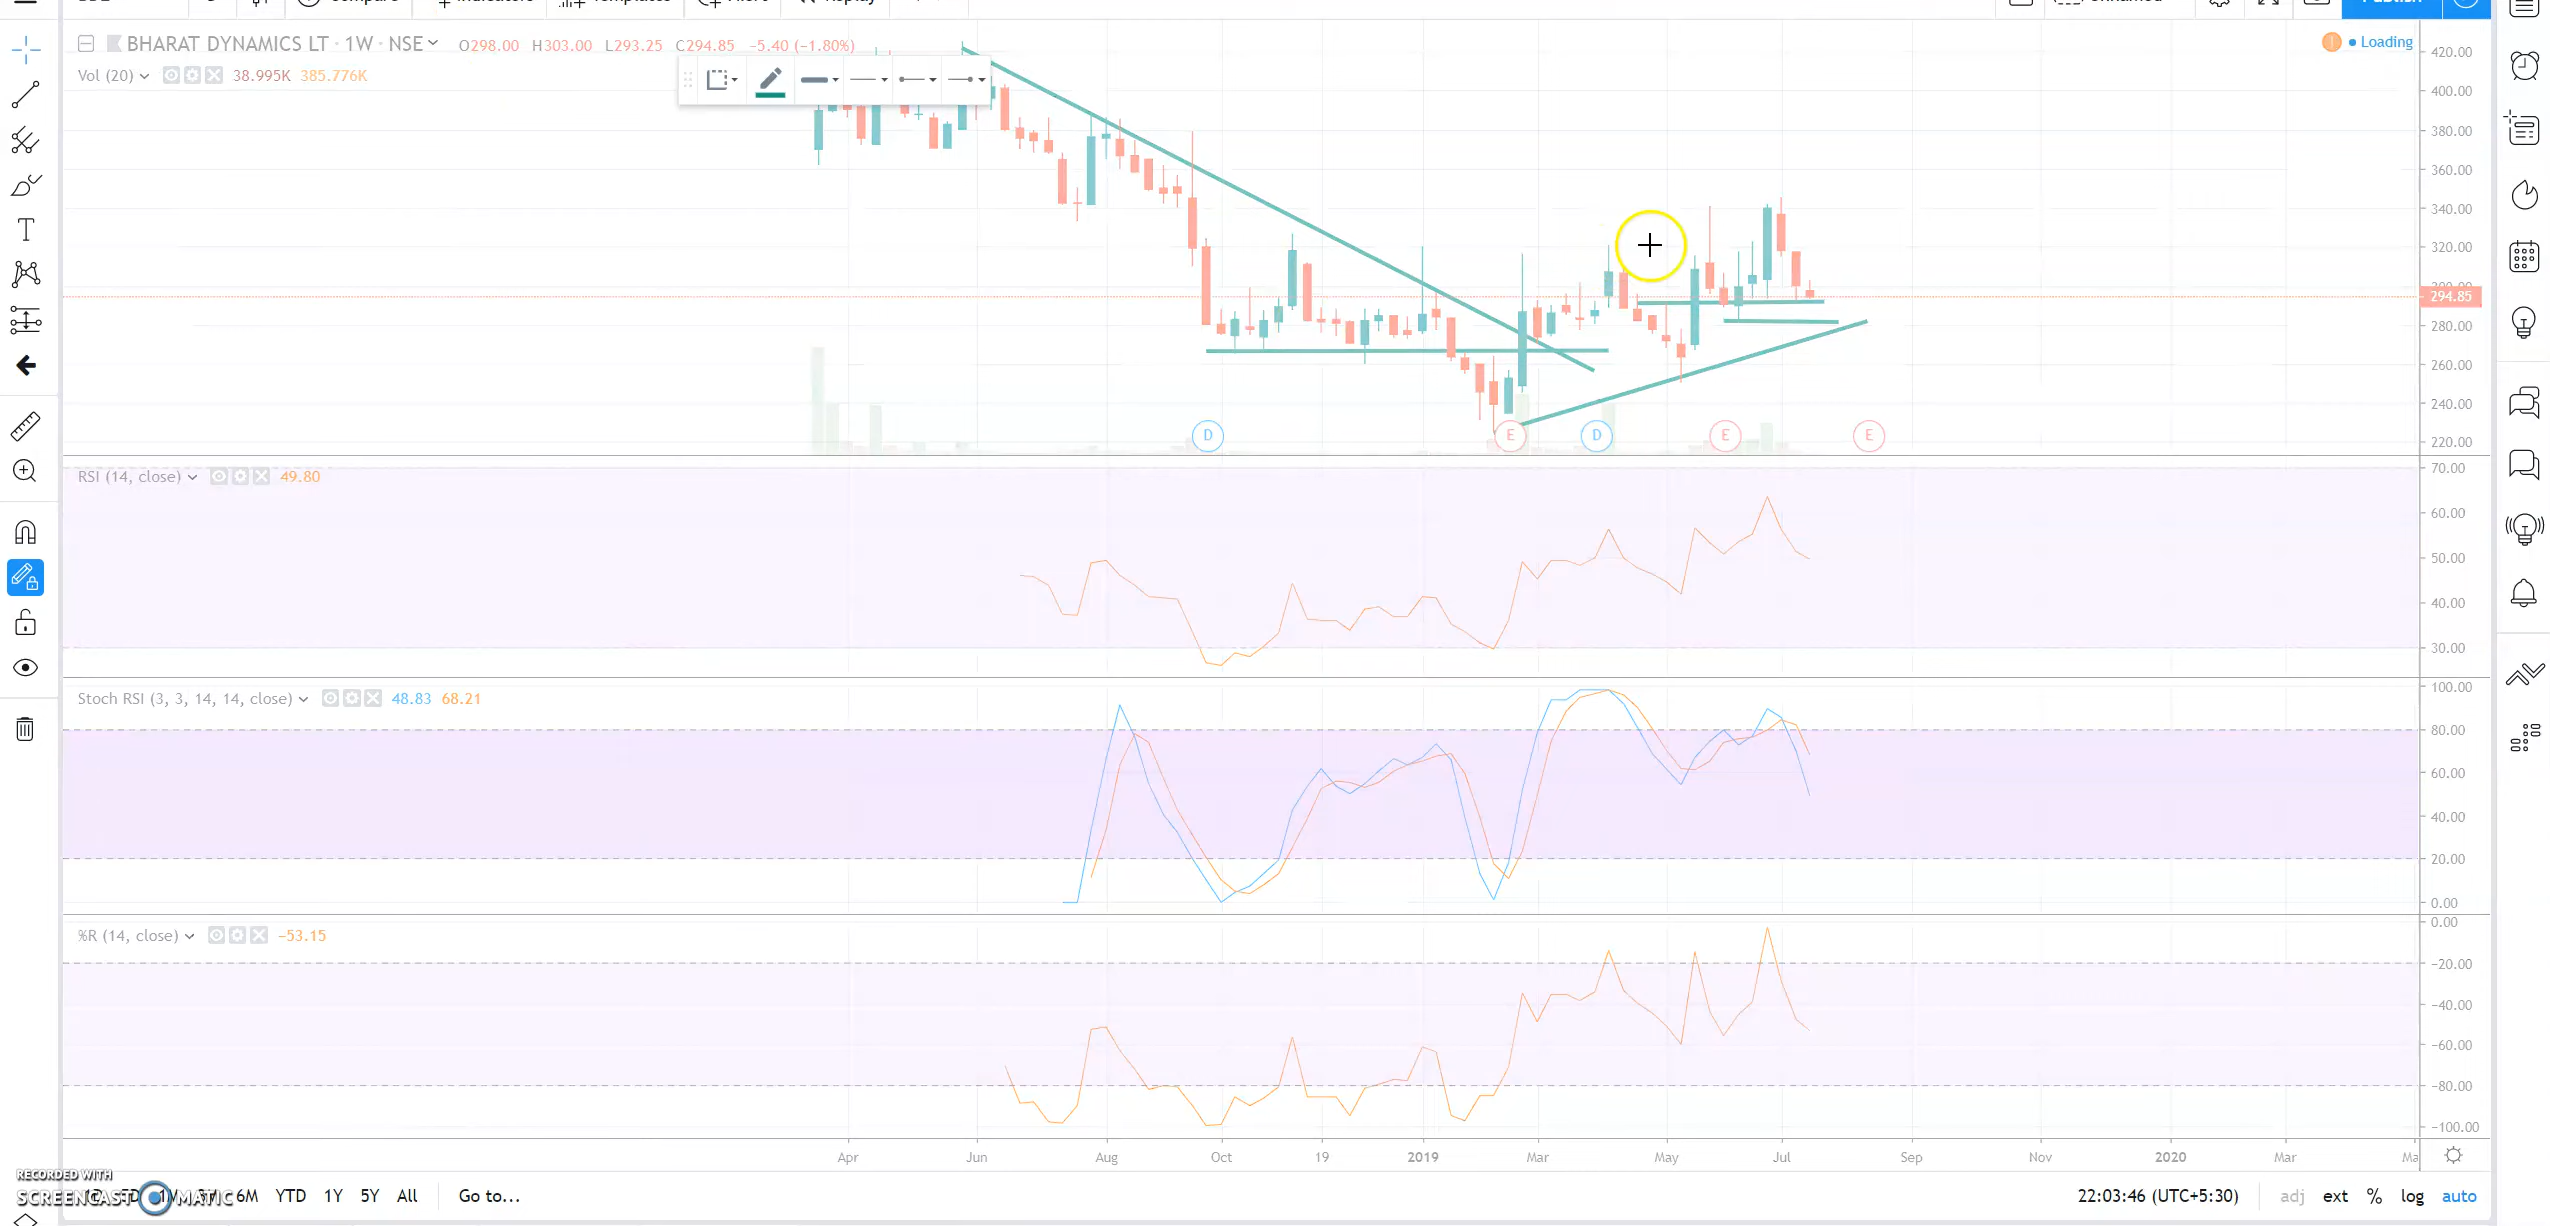 BHARAT DYNAMICS LT · 1W · NSE O298.00 H303.00 L293.25 C294.85 −5.40 (−1.80%)
Loading
Vol (20) 38.995K 385.776K
420.00
400.00
380.00
360.00
340.00
320.00
294.85
280.00
260.00
240.00
220.00
D E D E E
RSI (14, close) 49.80
70.00
60.00
50.00
40.00
30.00
Stoch RSI (3, 3, 14, 14, close) 48.83 68.21
100.00
80.00
60.00
40.00
20.00
0.00
%R (14, close) −53.15
0.00
−20.00
−40.00
−60.00
−80.00
−100.00
Apr Jun Aug Oct 19 2019 Mar May Jul Sep Nov 2020 Mar
RECORDED WITH
SCREENCAST MATIC
6M YTD 1Y 5Y All Go to... 22:03:46 (UTC+5:30) adj ext % log auto